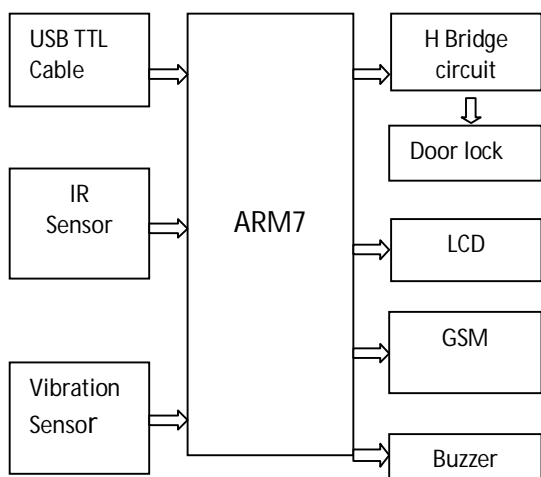 USB TTL
Cable
IR
Sensor
Vibration
Sensor
ARM7
H Bridge
circuit
Door lock
LCD
GSM
Buzzer